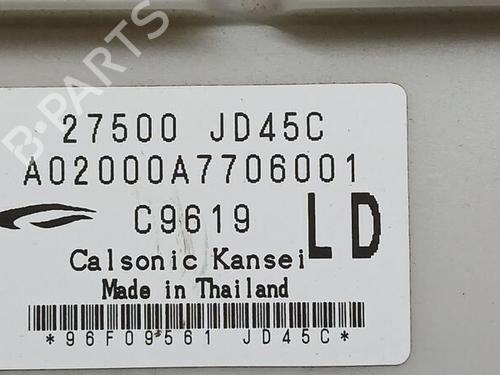 B-PARTS
27500 JD45C
A02000A7706001
C9619
LD
Calsonic Kansei
Made in Thailand
*96F09561 JD45C*